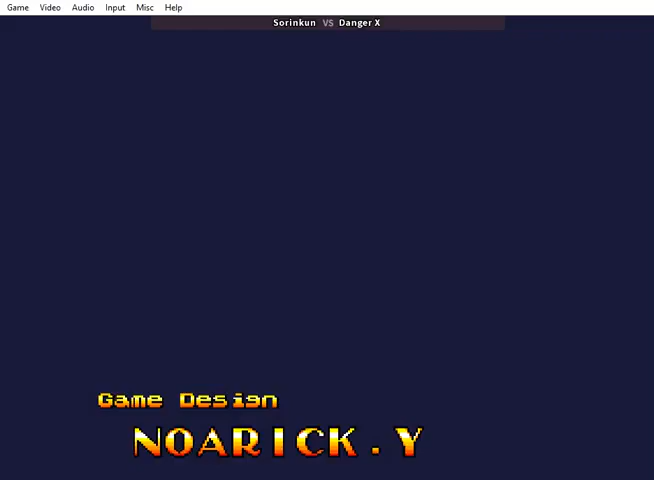 Game Video Audio Input Misc Help
Sorinkun VS Danger X
Game Design
NOARICK.Y